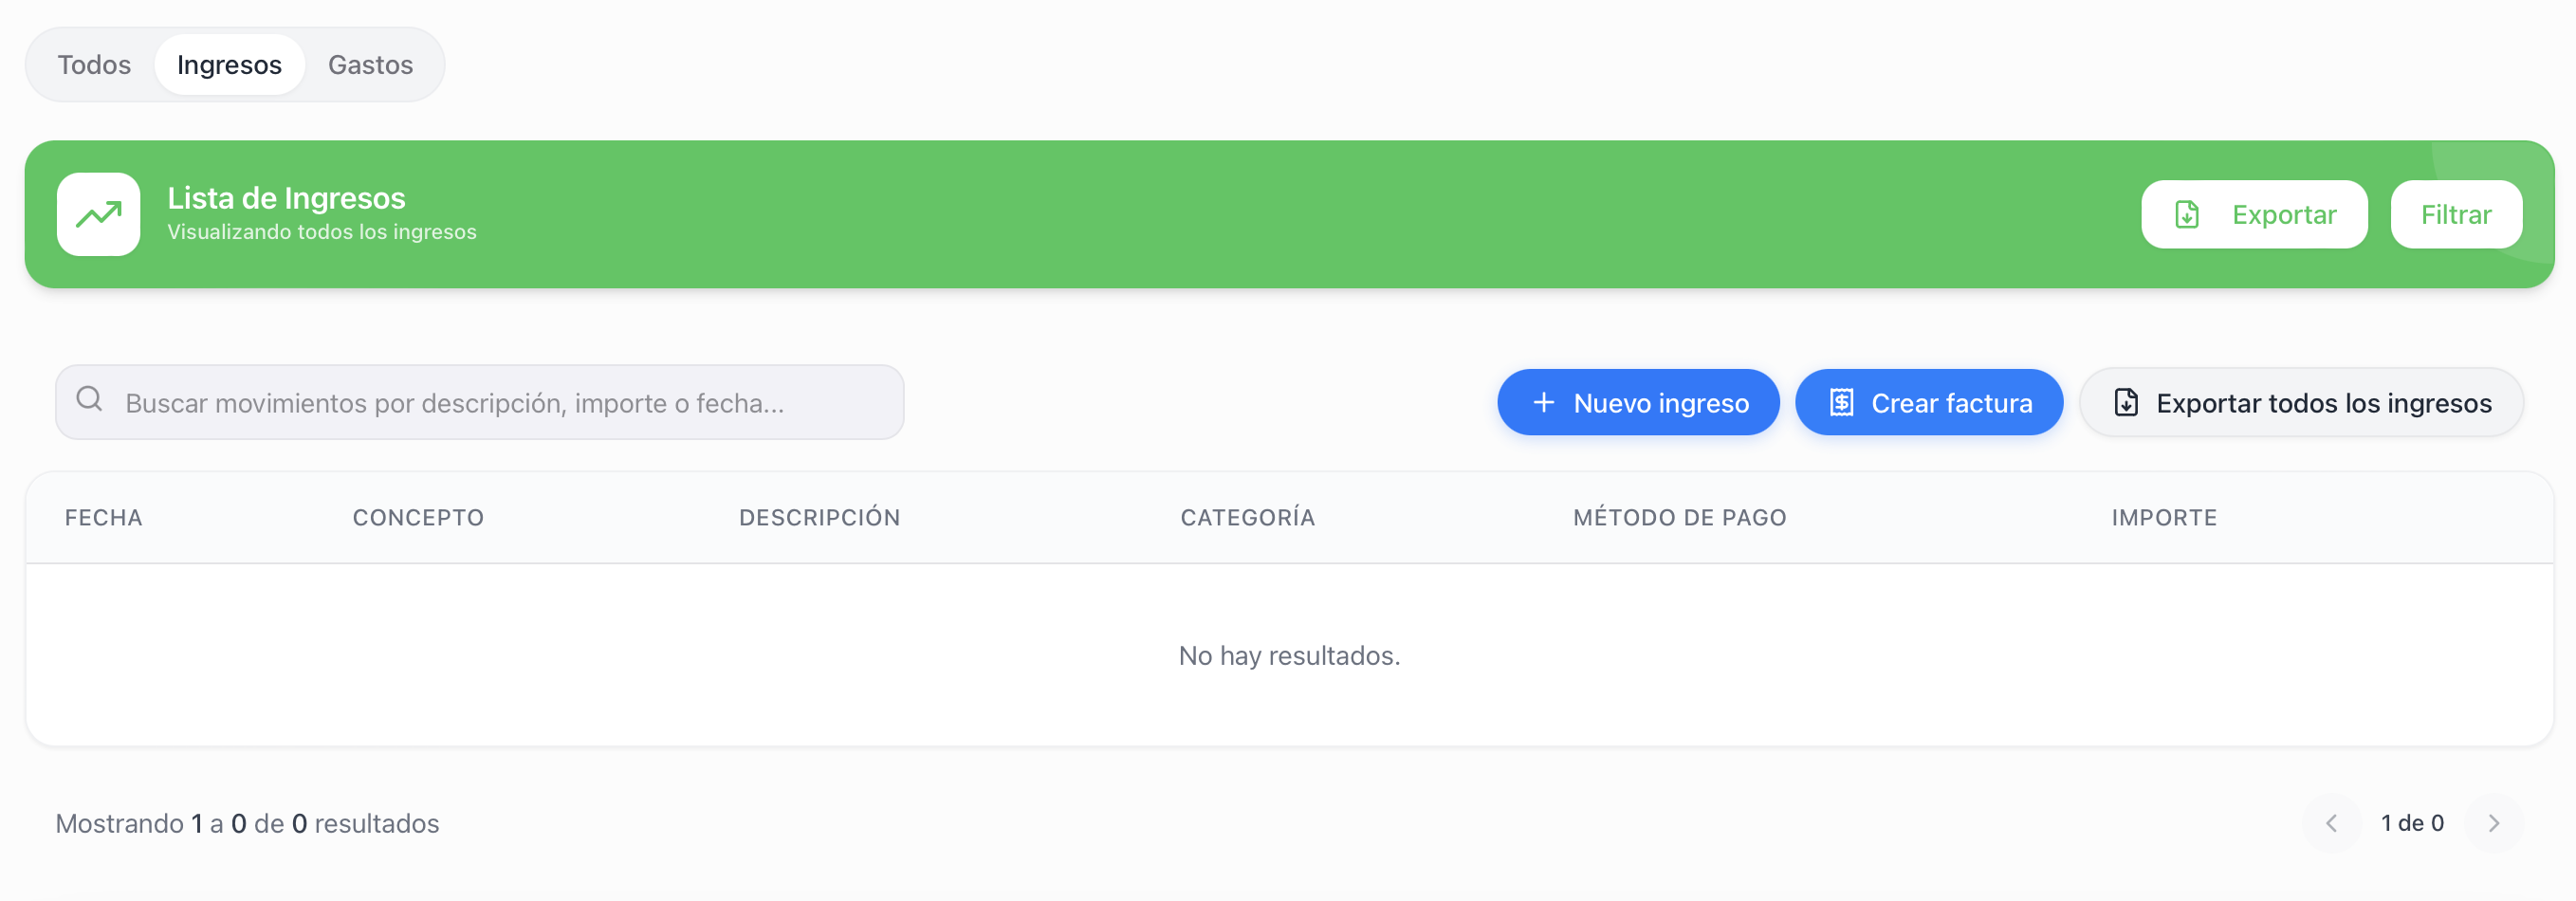 Todos Ingresos Gastos
Lista de Ingresos
Visualizando todos los ingresos
Exportar Filtrar
Buscar movimientos por descripción, importe o fecha...
Nuevo ingreso Crear factura Exportar todos los ingresos
FECHA CONCEPTO DESCRIPCIÓN CATEGORÍA MÉTODO DE PAGO IMPORTE
No hay resultados.
Mostrando 1 a 0 de 0 resultados 1 de 0